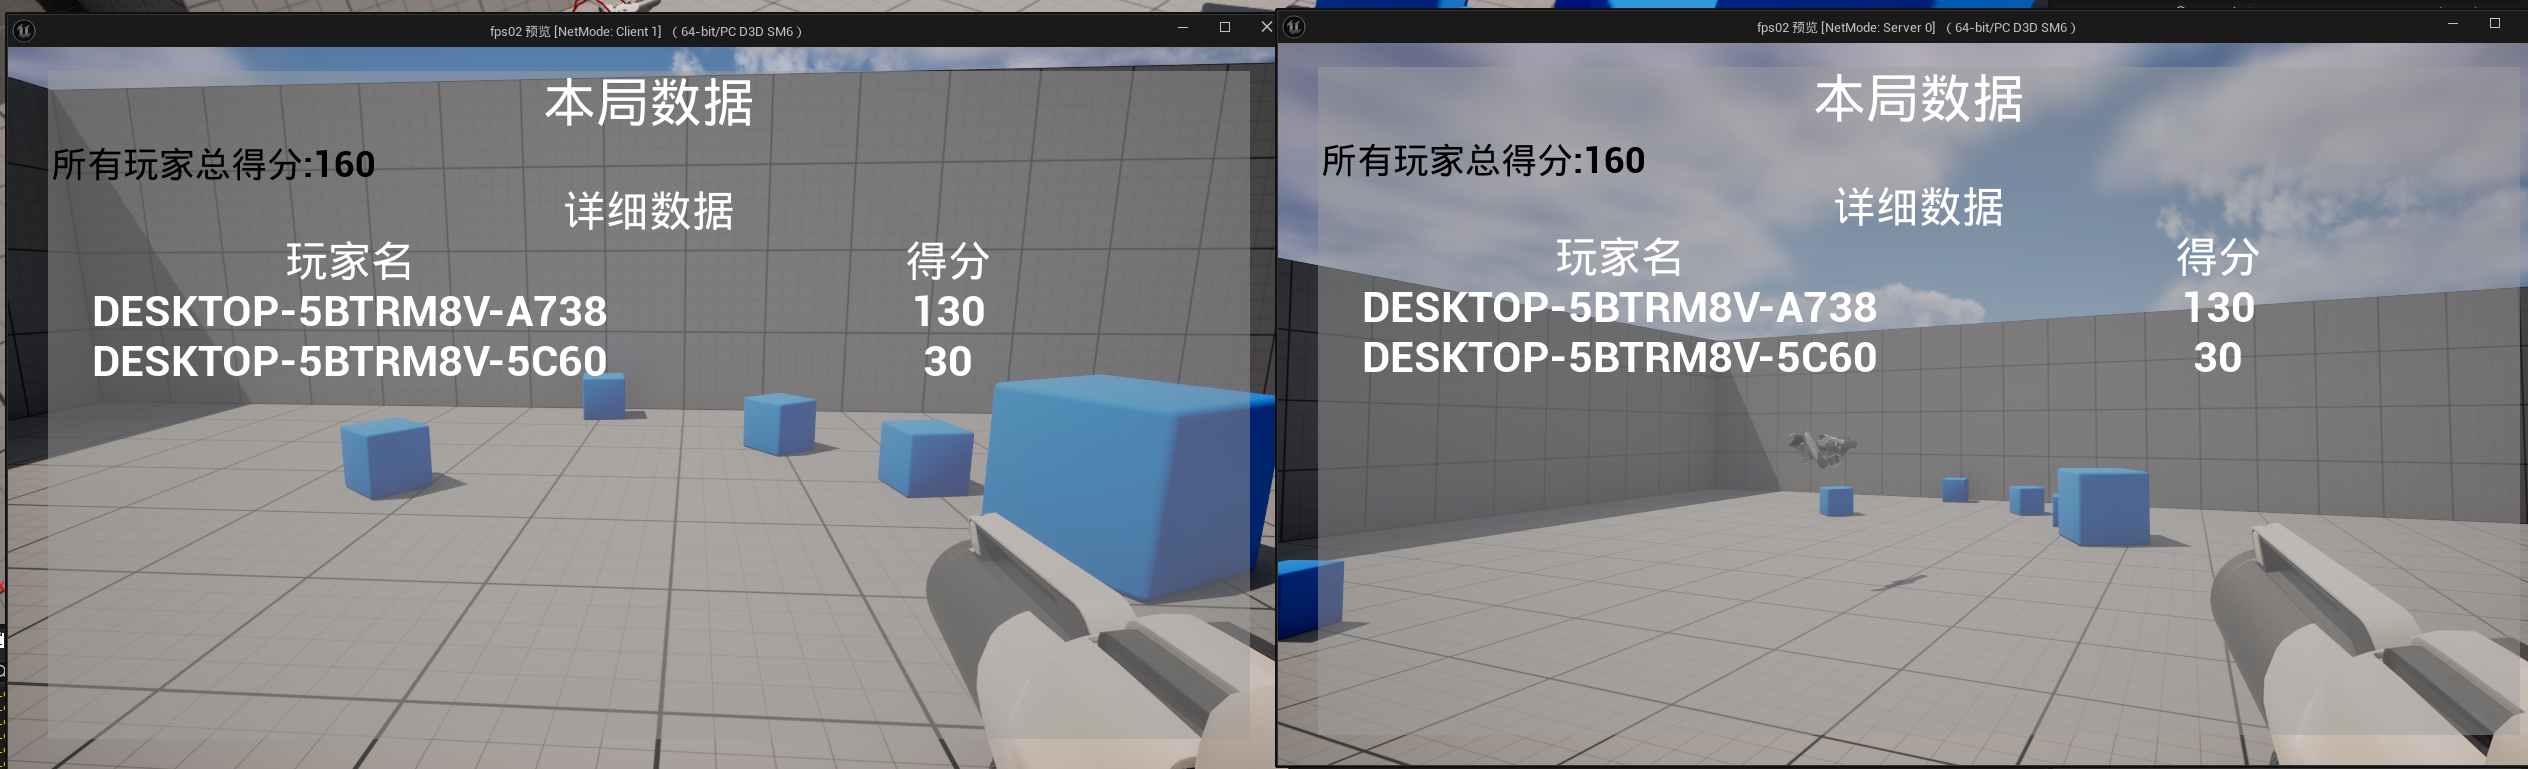 fps02 预览 [NetMode: Client 1] ( 64-bit/PC D3D SM6 )
本局数据
所有玩家总得分:160
详细数据
玩家名 得分
DESKTOP-5BTRM8V-A738 130
DESKTOP-5BTRM8V-5C60 30
fps02 预览 [NetMode: Server 0] ( 64-bit/PC D3D SM6 )
本局数据
所有玩家总得分:160
详细数据
玩家名 得分
DESKTOP-5BTRM8V-A738 130
DESKTOP-5BTRM8V-5C60 30